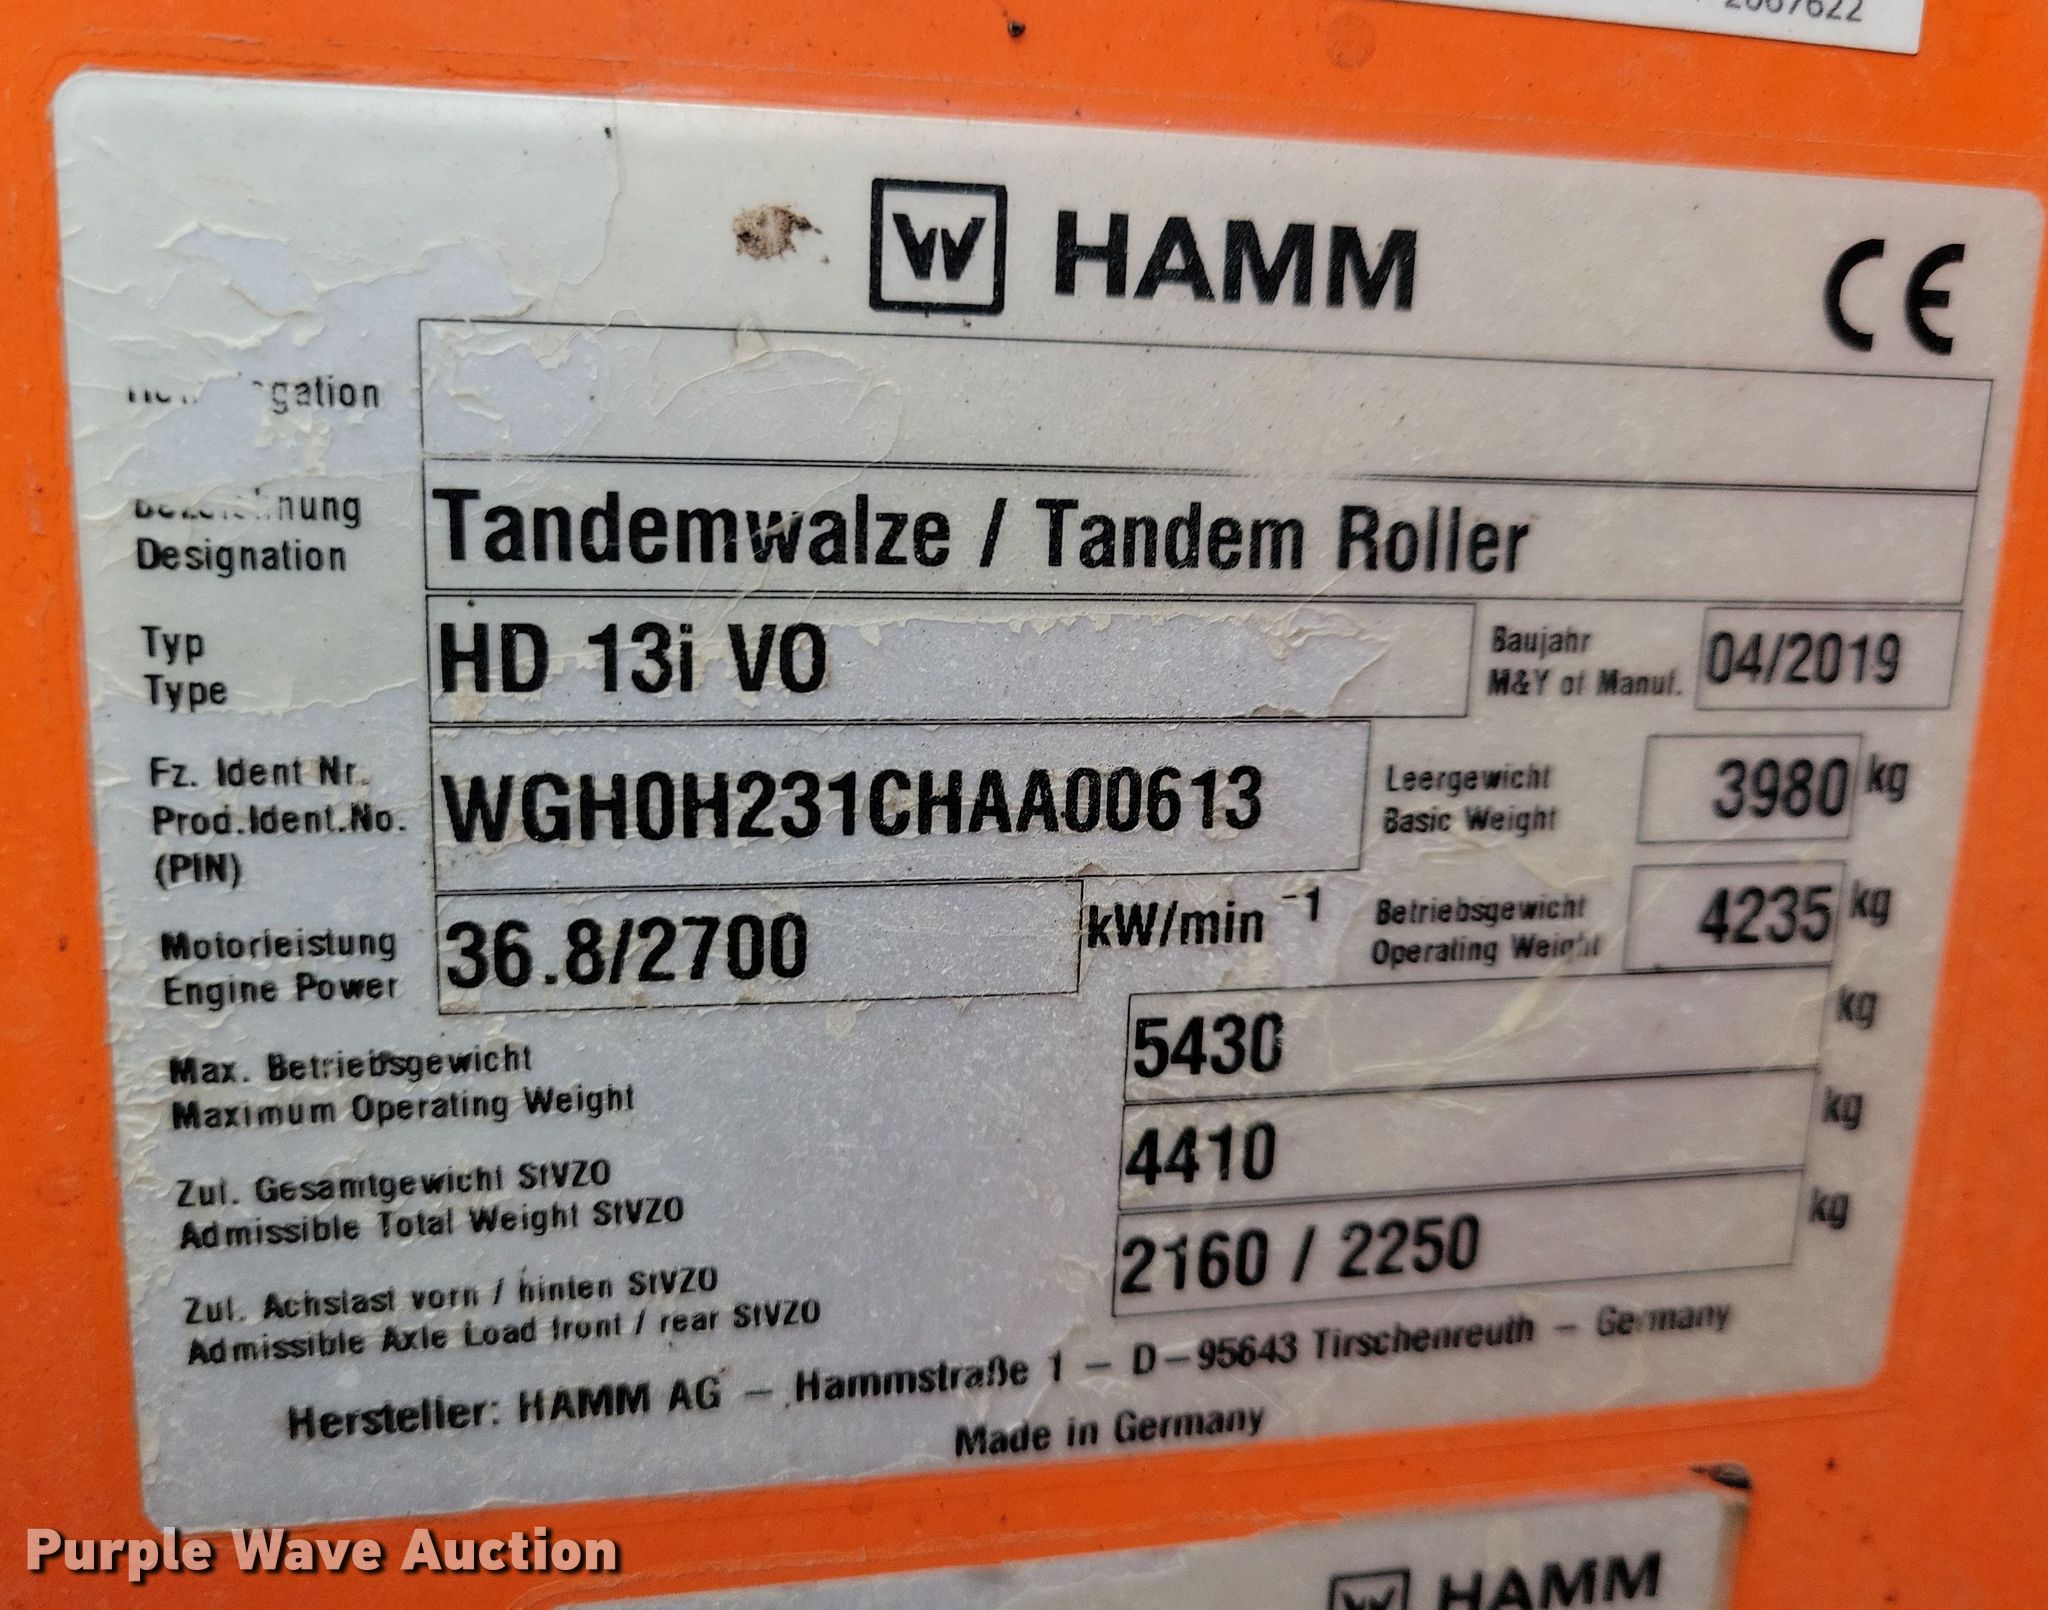 2067622
HAMM
CE
Designation
Tandemwalze / Tandem Roller
Typ
Type
HD 13i VO
Baujahr
M&Y of Manuf.
04/2019
Fz. Ident Nr.
Prod.Ident.No.
(PIN)
WGH0H231CHAA00613
Leergewicht
Basic Weight
3980 kg
Motorleistung
Engine Power
36.8/2700 kW/min⁻¹
Betriebsgewicht
Operating Weight
4235 kg
Max. Betriebsgewicht
Maximum Operating Weight
5430 kg
Zul. Gesamtgewicht StVZO
Admissible Total Weight StVZO
4410 kg
Zul. Achslast vorn / hinten StVZO
Admissible Axle Load front / rear StVZO
2160 / 2250 kg
Hersteller: HAMM AG – Hammstraße 1 – D-95643 Tirschenreuth – Germany
Made in Germany
Purple Wave Auction
HAMM